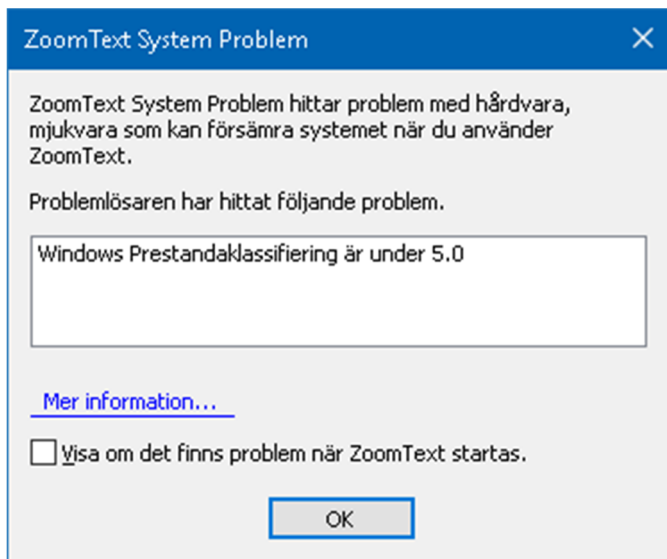 ZoomText System Problem
ZoomText System Problem hittar problem med hårdvara,
mjukvara som kan försämra systemet när du använder
ZoomText.
Problemlösaren har hittat följande problem.
Windows Prestandaklassifiering är under 5.0
Mer information...
Visa om det finns problem när ZoomText startas.
OK